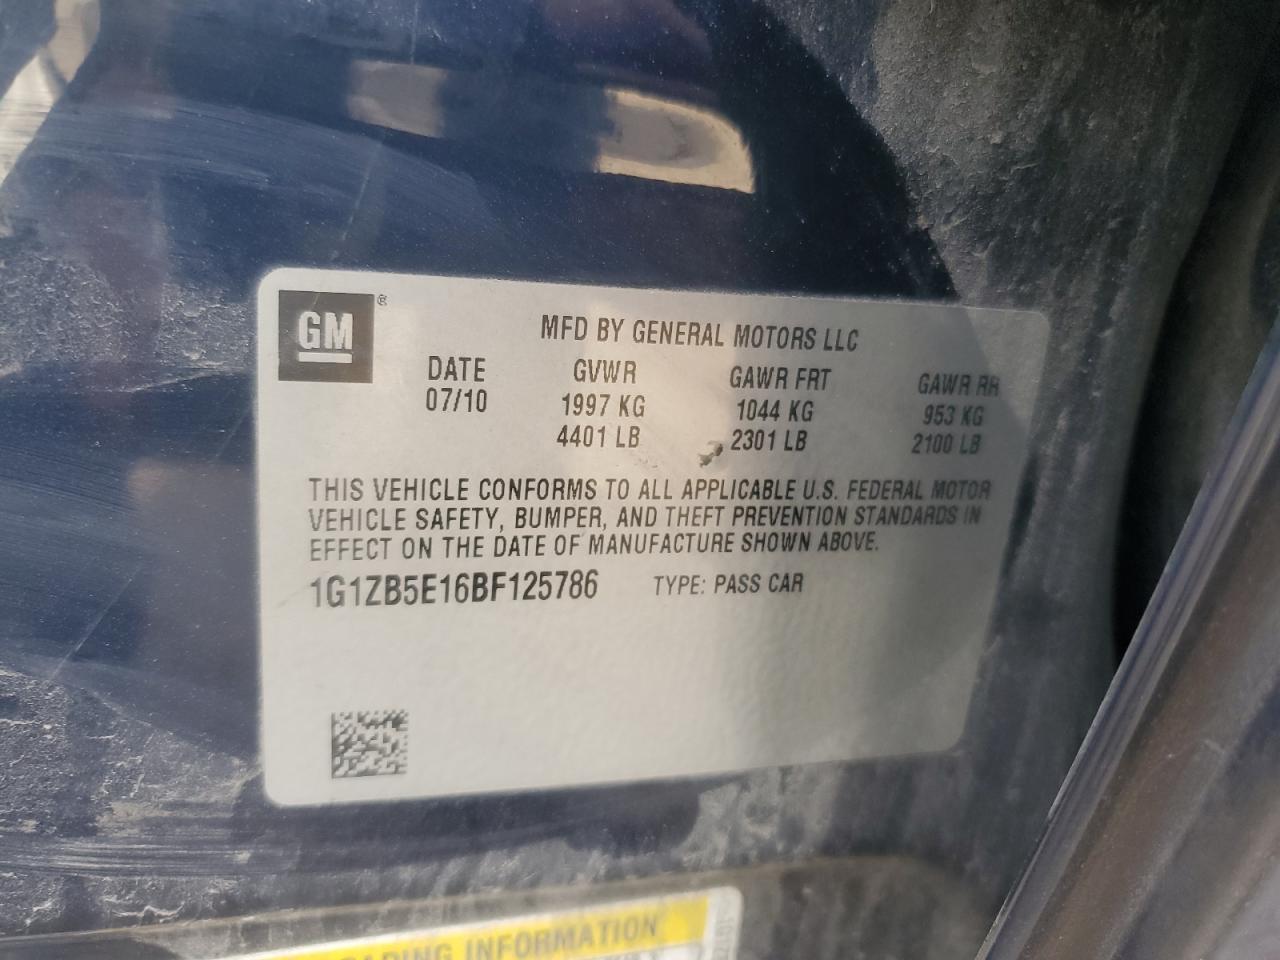 GM ®
MFD BY GENERAL MOTORS LLC
DATE GVWR GAWR FRT GAWR RR
07/10 1997 KG 1044 KG 953 KG
4401 LB 2301 LB 2100 LB
THIS VEHICLE CONFORMS TO ALL APPLICABLE U.S. FEDERAL MOTOR
VEHICLE SAFETY, BUMPER, AND THEFT PREVENTION STANDARDS IN
EFFECT ON THE DATE OF MANUFACTURE SHOWN ABOVE.
1G1ZB5E16BF125786 TYPE: PASS CAR
INFORMATION